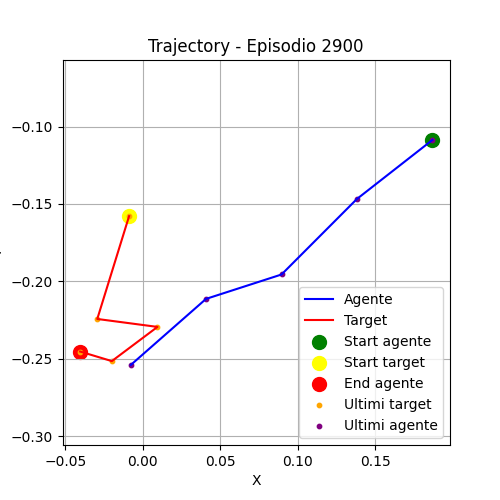 Trajectory - Episodio 2900
−0.10
−0.15
−0.20
−0.25
−0.30
−0.05
0.00
0.05
0.10
0.15
X
Agente
Target
Start agente
Start target
End agente
Ultimi target
Ultimi agente